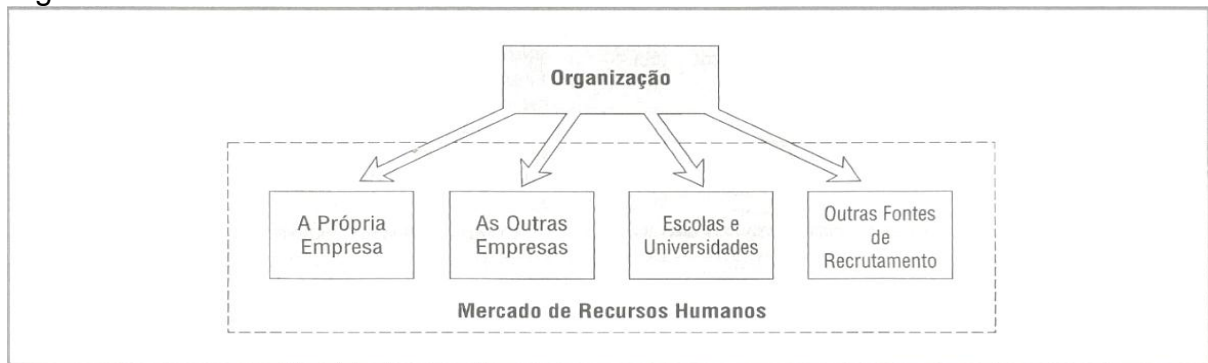 Organização
A Própria
Empresa
As Outras
Empresas
Escolas e
Universidades
Outras Fontes
de
Recrutamento
Mercado de Recursos Humanos